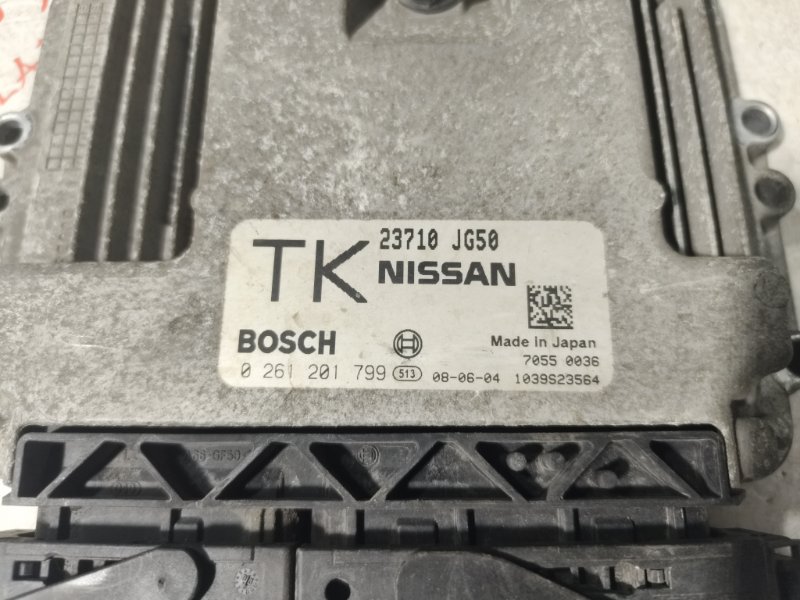 TK
23710 JG50
NISSAN
BOSCH
Made in Japan
7055 0036
0 261 201 799 513 08-06-04 1039S23564